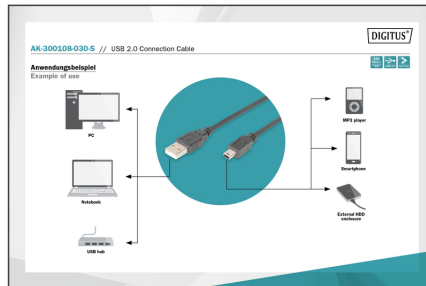 DIGITUS®
AK-300108-030-S // USB 2.0 Connection Cable
Anwendungsbeispiel
Example of use
PC
MP3 player
Smartphone
Notebook
External HDD
enclosure
USB hub